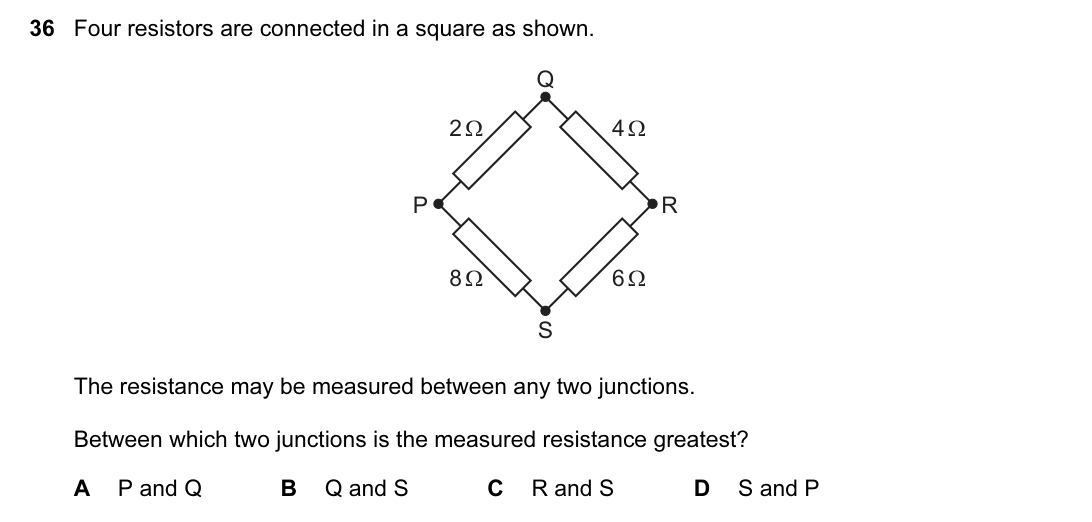 36 Four resistors are connected in a square as shown.
Q
2Ω 4Ω
P R
8Ω 6Ω
S
The resistance may be measured between any two junctions.
Between which two junctions is the measured resistance greatest?
A P and Q B Q and S C R and S D S and P